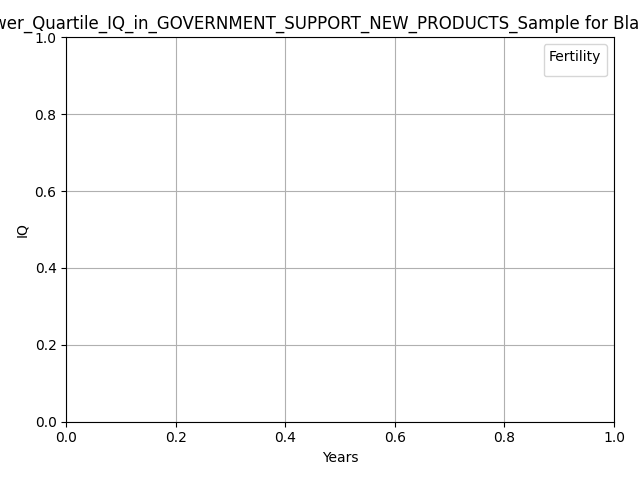 wer_Quartile_IQ_in_GOVERNMENT_SUPPORT_NEW_PRODUCTS_Sample for Bla
Fertility
1.0
0.8
0.6
0.4
0.2
0.0
IQ
0.0 0.2 0.4 0.6 0.8 1.0
Years